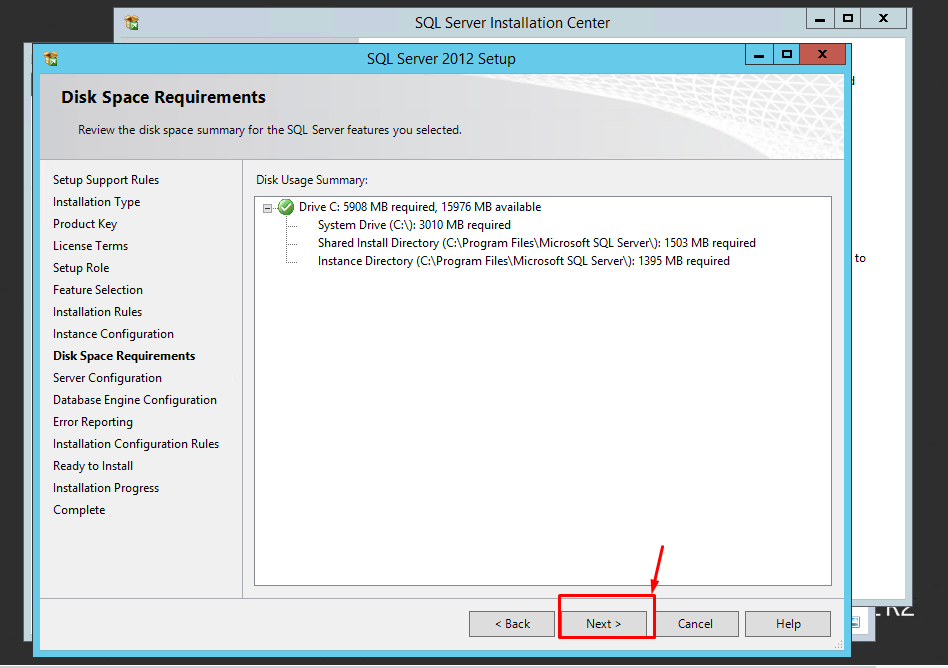 SQL Server Installation Center
SQL Server 2012 Setup
Disk Space Requirements
Review the disk space summary for the SQL Server features you selected.
Setup Support Rules
Installation Type
Product Key
License Terms
Setup Role
Feature Selection
Installation Rules
Instance Configuration
Disk Space Requirements
Server Configuration
Database Engine Configuration
Error Reporting
Installation Configuration Rules
Ready to Install
Installation Progress
Complete
Disk Usage Summary:
Drive C: 5908 MB required, 15976 MB available
System Drive (C:\): 3010 MB required
Shared Install Directory (C:\Program Files\Microsoft SQL Server\): 1503 MB required
Instance Directory (C:\Program Files\Microsoft SQL Server\): 1395 MB required
to
R2
< Back
Next >
Cancel
Help